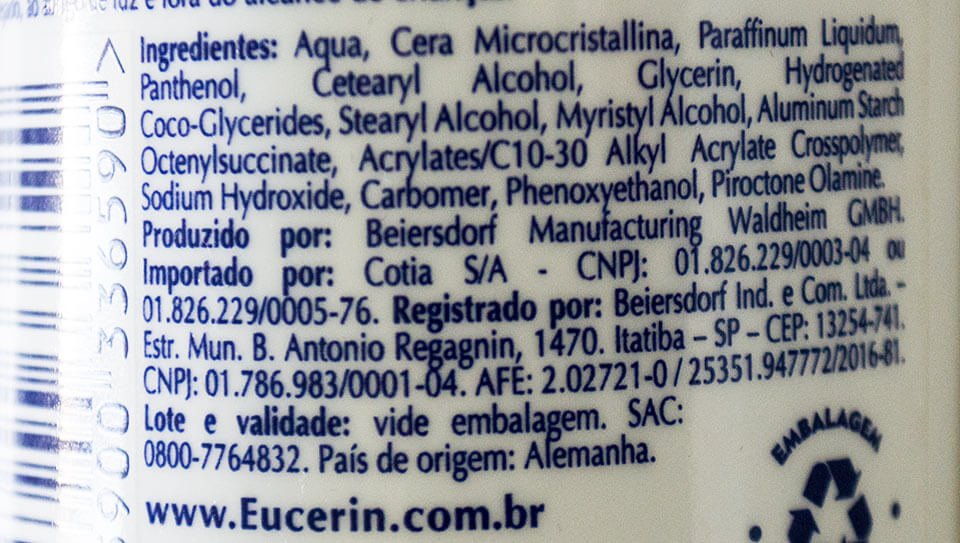 Ingredientes: Aqua, Cera Microcristallina, Paraffinum Liquidum,
Panthenol, Cetearyl Alcohol, Glycerin, Hydrogenated
Coco-Glycerides, Stearyl Alcohol, Myristyl Alcohol, Aluminum Starch
Octenylsuccinate, Acrylates/C10-30 Alkyl Acrylate Crosspolymer,
Sodium Hydroxide, Carbomer, Phenoxyethanol, Piroctone Olamine.
Produzido por: Beiersdorf Manufacturing Waldheim GMBH.
Importado por: Cotia S/A - CNPJ: 01.826.229/0003-04 ou
01.826.229/0005-76. Registrado por: Beiersdorf Ind. e Com. Ltda. -
Estr. Mun. B. Antonio Regagnin, 1470. Itatiba – SP – CEP: 13254-741.
CNPJ: 01.786.983/0001-04. AFE: 2.02721-0 / 25351.947772/2016-81.
Lote e validade: vide embalagem. SAC:
0800-7764832. País de origem: Alemanha.
www.Eucerin.com.br
EMBALAGEM